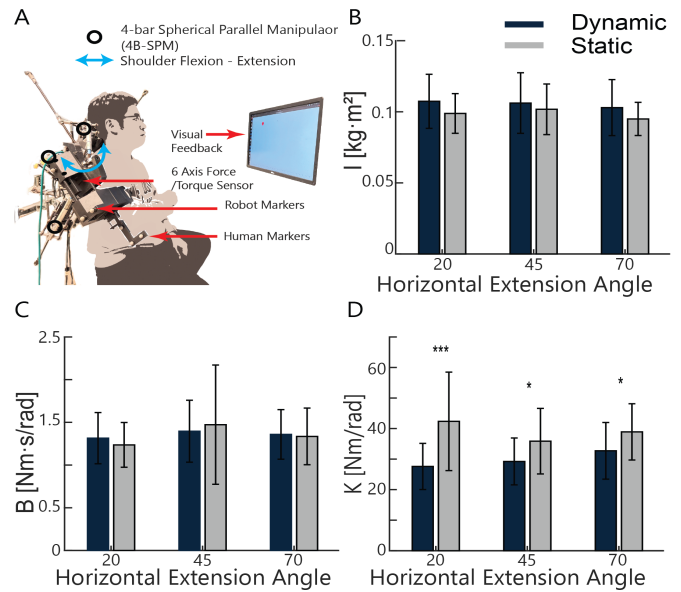 A
4-bar Spherical Parallel Manipulaor
(4B-SPM)
Shoulder Flexion - Extension
Visual
Feedback
6 Axis Force
/Torque Sensor
Robot Markers
Human Markers
B
Dynamic
Static
0.15
0.1
0.05
0
I [kg·m²]
20 45 70
Horizontal Extension Angle
C
2.5
1.5
0.5
0
B [Nm·s/rad]
20 45 70
Horizontal Extension Angle
D
60
40
20
0
K [Nm/rad]
*** * *
20 45 70
Horizontal Extension Angle